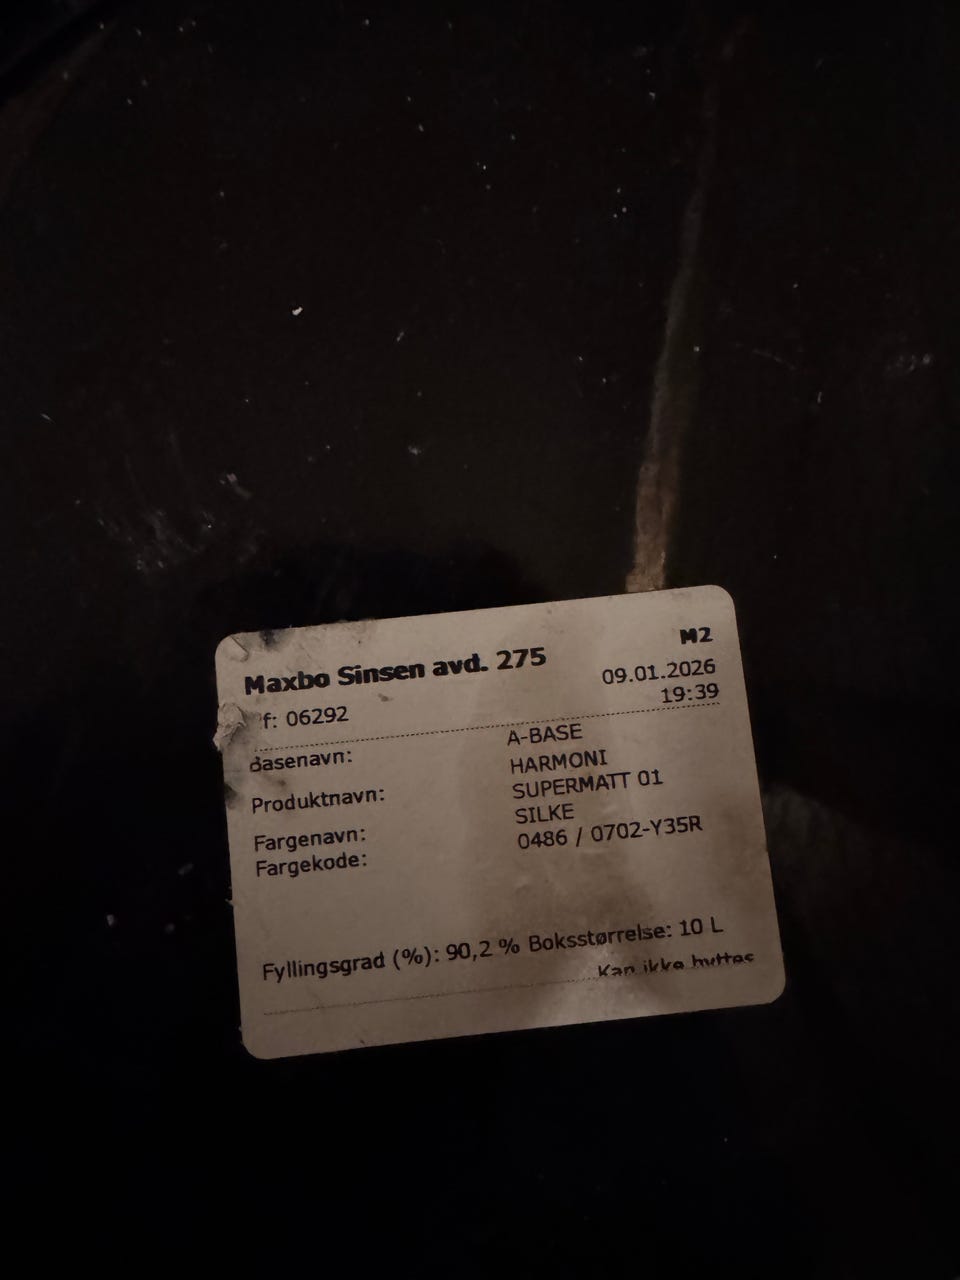 Maxbo Sinsen avd. 275 M2
f: 06292 09.01.2026
19:39
Basenavn: A-BASE
Produktnavn: HARMONI
SUPERMATT 01
Fargenavn: SILKE
Fargekode: 0486 / 0702-Y35R
Fyllingsgrad (%): 90,2 % Boksstørrelse: 10 L
Kan ikke byttes